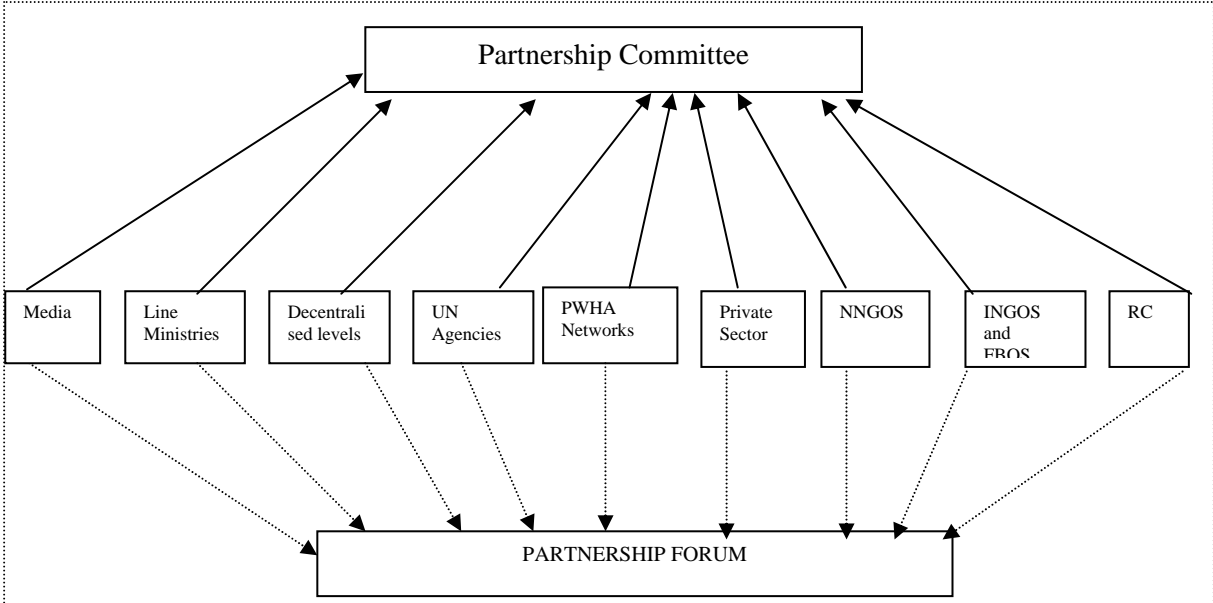 Partnership Committee
Media
Line
Ministries
Decentrali
sed levels
UN
Agencies
PWHA
Networks
Private
Sector
NNGOS
INGOS
and
FBOS
RC
PARTNERSHIP FORUM